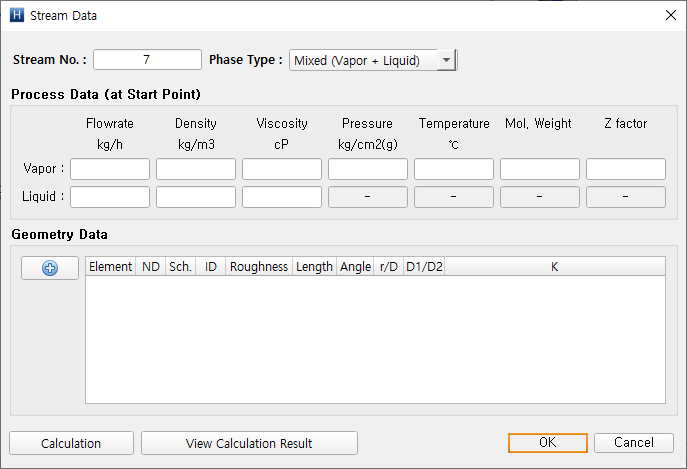 H Stream Data
Stream No. : 7 Phase Type : Mixed (Vapor + Liquid)
Process Data (at Start Point)
Flowrate Density Viscosity Pressure Temperature Mol, Weight Z factor
kg/h kg/m3 cP kg/cm2(g) ℃
Vapor :
Liquid : - - - -
Geometry Data
Element ND Sch. ID Roughness Length Angle r/D D1/D2 K
Calculation View Calculation Result OK Cancel